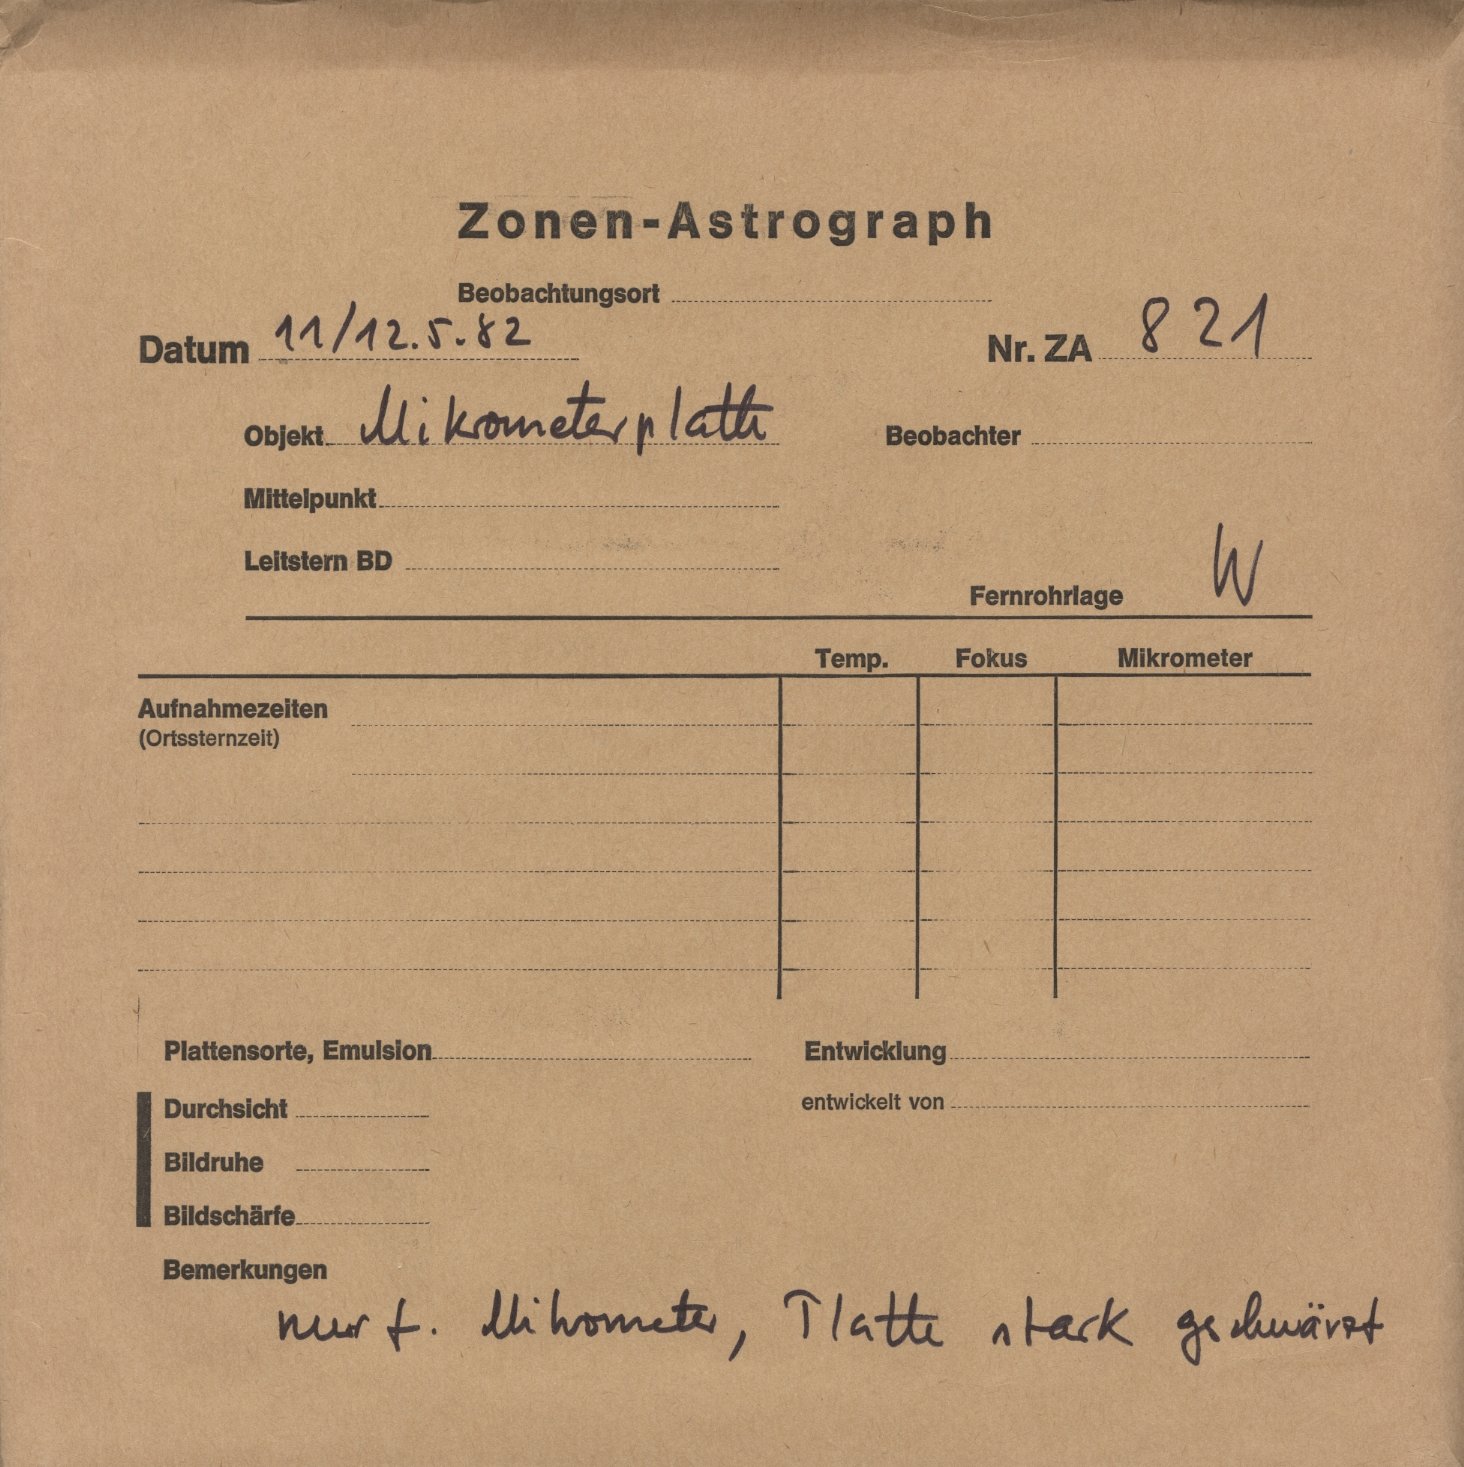 Zonen-Astrograph
Beobachtungsort
Datum 11/12.5.82 Nr. ZA 821
Objekt Mikrometerplatte Beobachter
Mittelpunkt
Leitstern BD
Fernrohrlage W
Temp. Fokus Mikrometer
Aufnahmezeiten
(Ortssternzeit)
Plattensorte, Emulsion Entwicklung
Durchsicht entwickelt von
Bildruhe
Bildschärfe
Bemerkungen
nur f. Mikrometer, Platte stark geschwärzt